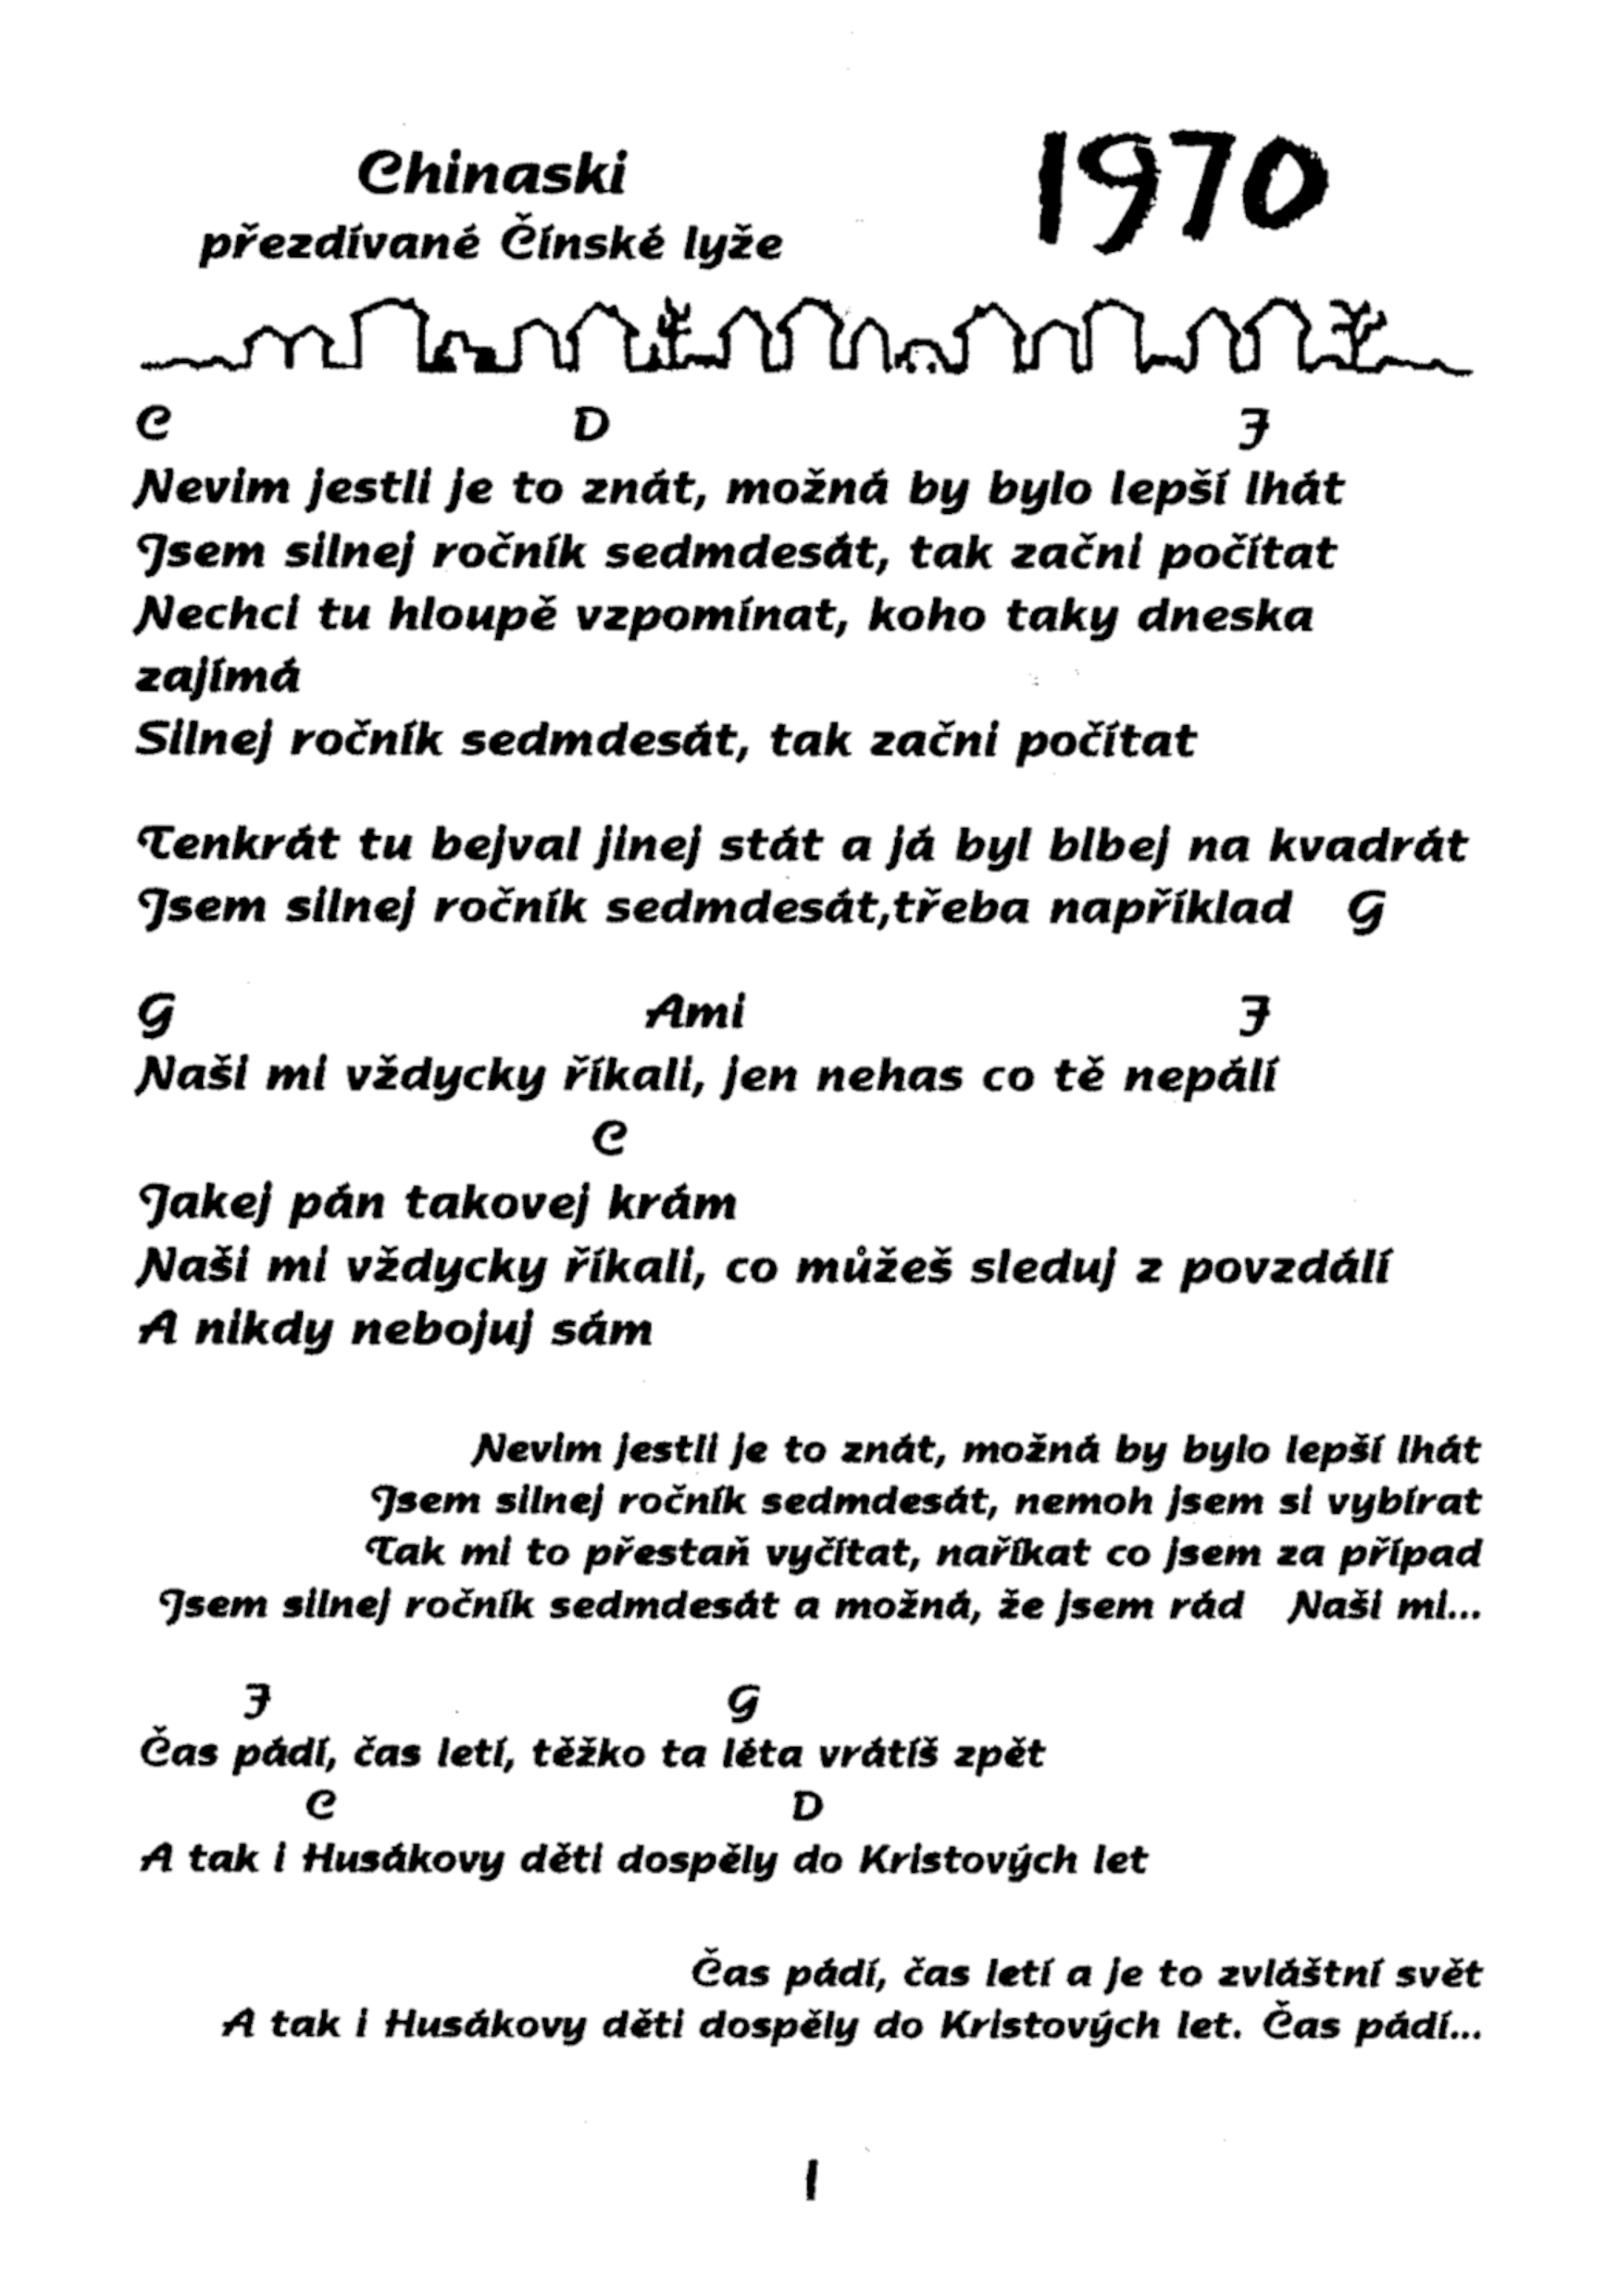 Chinaski
1970
přezdívané Čínské lyže
C D F
Nevim jestli je to znát, možná by bylo lepší lhát
Jsem silnej ročník sedmdesát, tak začni počítat
Nechci tu hloupě vzpomínat, koho taky dneska
zajímá
Silnej ročník sedmdesát, tak začni počítat
Tenkrát tu bejval jinej stát a já byl blbej na kvadrát
Jsem silnej ročník sedmdesát,třeba například G
G Ami F
Naši mi vždycky říkali, jen nehas co tě nepálí
C
Jakej pán takovej krám
Naši mi vždycky říkali, co můžeš sleduj z povzdálí
A nikdy nebojuj sám
Nevim jestli je to znát, možná by bylo lepší lhát
Jsem silnej ročník sedmdesát, nemoh jsem si vybírat
Tak mi to přestaň vyčítat, naříkat co jsem za případ
Jsem silnej ročník sedmdesát a možná, že jsem rád Naši mi...
F G
Čas pádí, čas letí, těžko ta léta vrátíš zpět
C D
A tak i Husákovy děti dospěly do Kristových let
Čas pádí, čas letí a je to zvláštní svět
A tak i Husákovy děti dospěly do Kristových let. Čas pádí...
1